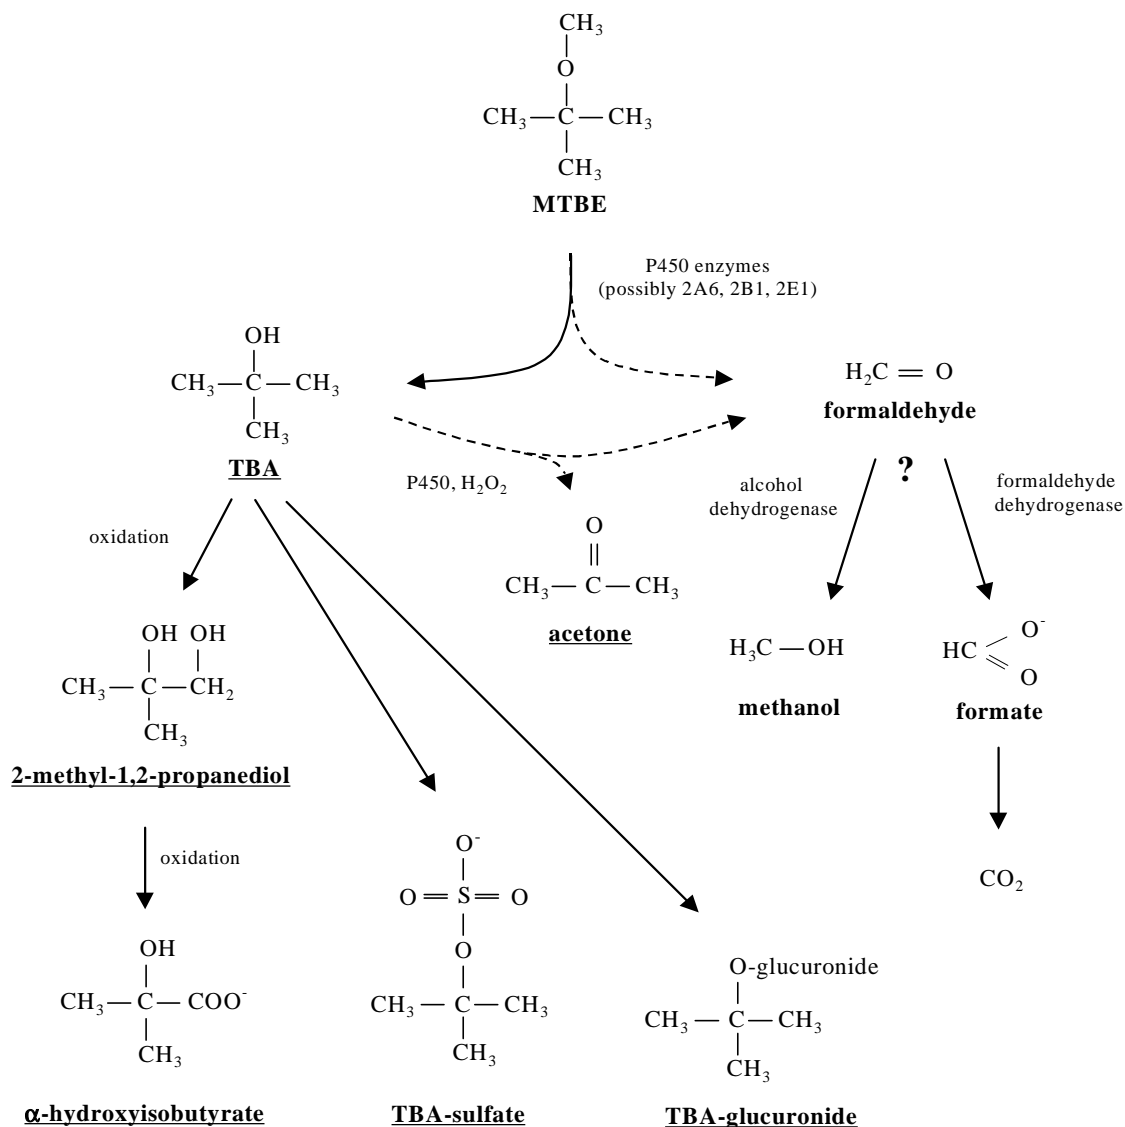 CH3
O
CH3 — C — CH3
CH3
MTBE
P450 enzymes
(possibly 2A6, 2B1, 2E1)
OH
CH3 — C — CH3
CH3
TBA
H2C = O
formaldehyde
?
P450, H2O2
alcohol
dehydrogenase
formaldehyde
dehydrogenase
oxidation
O
CH3 — C — CH3
acetone
OH OH
CH3 — C — CH2
CH3
2-methyl-1,2-propanediol
H3C — OH
methanol
O-
HC
O
formate
oxidation
CO2
O-
O = S = O
O
CH3 — C — CH3
CH3
TBA-sulfate
OH
CH3 — C — COO-
CH3
α-hydroxyisobutyrate
O-glucuronide
CH3 — C — CH3
CH3
TBA-glucuronide